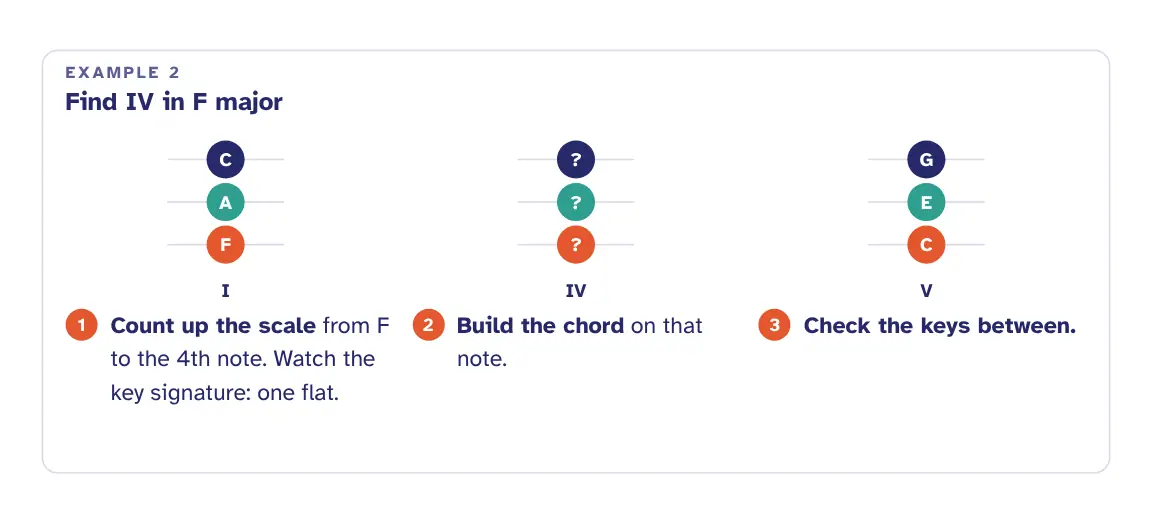 EXAMPLE 2
Find IV in F major
C
A
F
I
?
?
?
IV
G
E
C
V
1 Count up the scale from F
to the 4th note. Watch the
key signature: one flat.
2 Build the chord on that
note.
3 Check the keys between.